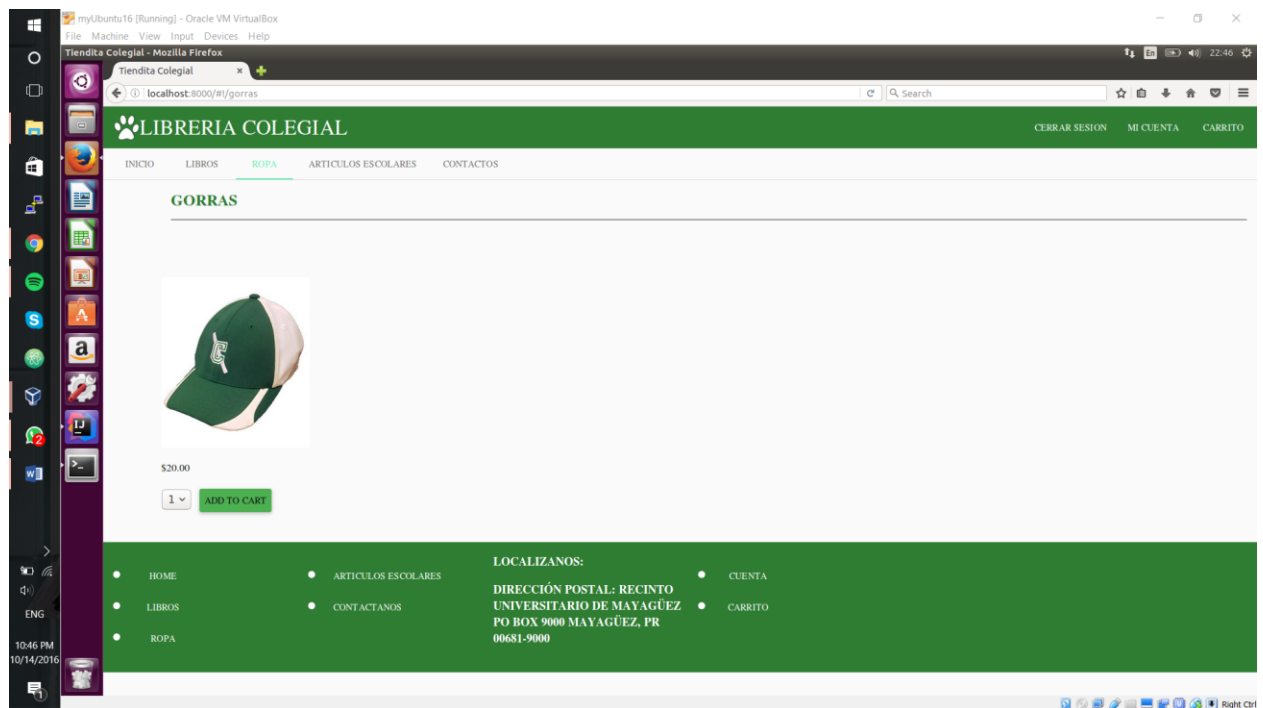 myUbuntu16 [Running] - Oracle VM VirtualBox
File Machine View Input Devices Help
Tiendita Colegial - Mozilla Firefox
En 22:46
Tiendita Colegial
localhost:8000/#!/gorras
Search
LIBRERIA COLEGIAL
CERRAR SESION MI CUENTA CARRITO
INICIO LIBROS ROPA ARTICULOS ESCOLARES CONTACTOS
GORRAS
$20.00
1 ADD TO CART
HOME
LIBROS
ROPA
ARTICULOS ESCOLARES
CONTACTANOS
LOCALIZANOS:
DIRECCIÓN POSTAL: RECINTO
UNIVERSITARIO DE MAYAGÜEZ
PO BOX 9000 MAYAGÜEZ, PR
00681-9000
CUENTA
CARRITO
ENG
10:46 PM
10/14/2016
Right Ctrl